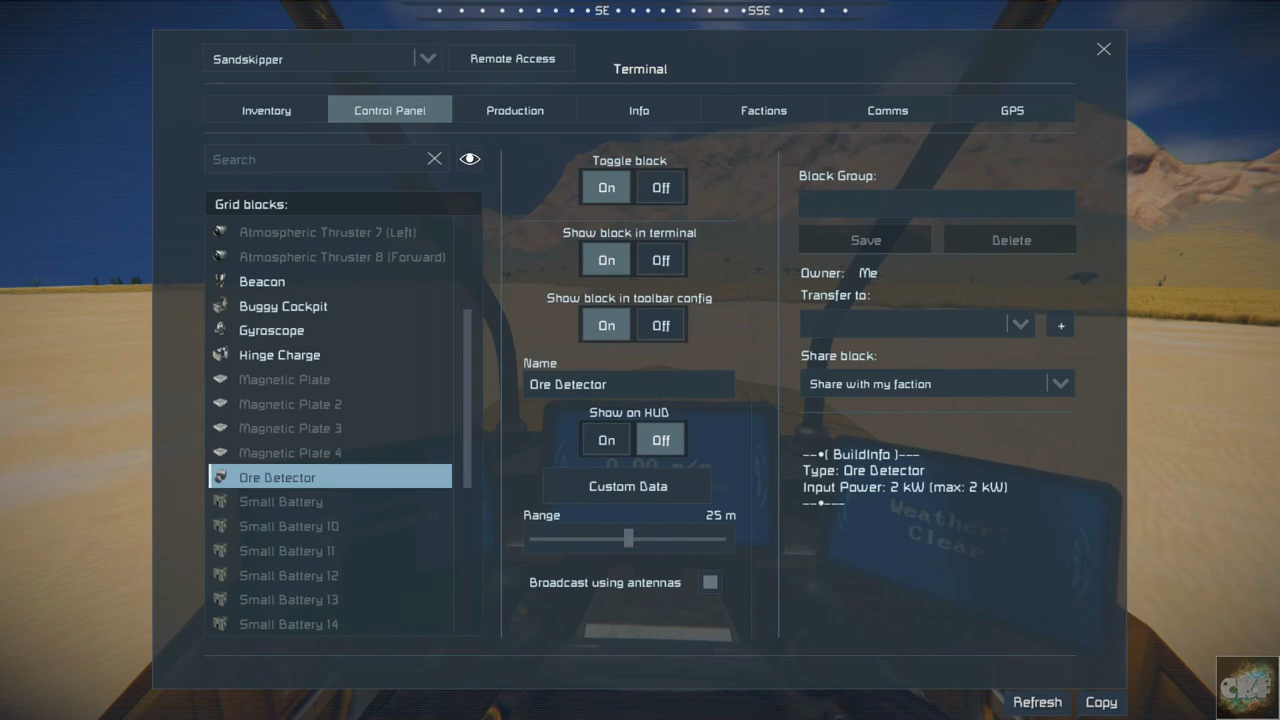 SE
SSE
Sandskipper
Remote Access
Terminal
Inventory
Control Panel
Production
Info
Factions
Comms
GPS
Search
Grid blocks:
Atmospheric Thruster 7 (Left)
Atmospheric Thruster 8 (Forward)
Beacon
Buggy Cockpit
Gyroscope
Hinge Charge
Magnetic Plate
Magnetic Plate 2
Magnetic Plate 3
Magnetic Plate 4
Ore Detector
Small Battery
Small Battery 10
Small Battery 11
Small Battery 12
Small Battery 13
Small Battery 14
Toggle block
On Off
Show block in terminal
On Off
Show block in toolbar config
On Off
Name
Ore Detector
Show on HUD
On Off
Custom Data
Range 25 m
Broadcast using antennas
Block Group:
Save Delete
Owner: Me
Transfer to:
+
Share block:
Share with my faction
--•( BuildInfo )---
Type: Ore Detector
Input Power: 2 kW (max: 2 kW)
--•---
Weather:
Clear
Refresh Copy